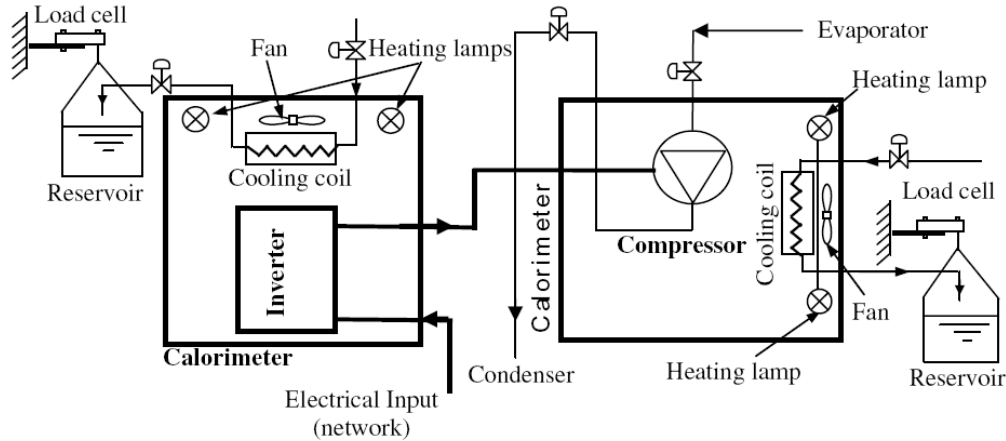 Load cell
Fan
Heating lamps
Evaporator
Heating lamp
Reservoir
Cooling coil
Load cell
Calorimeter
Compressor
Cooling coil
Inverter
Fan
Calorimeter
Condenser
Heating lamp
Reservoir
Electrical Input
(network)